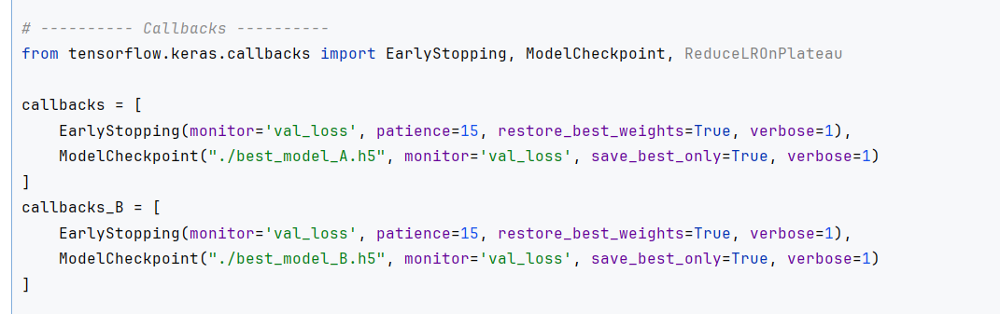 # ---------- Callbacks ----------
from tensorflow.keras.callbacks import EarlyStopping, ModelCheckpoint, ReduceLROnPlateau
callbacks = [
    EarlyStopping(monitor='val_loss', patience=15, restore_best_weights=True, verbose=1),
    ModelCheckpoint("./best_model_A.h5", monitor='val_loss', save_best_only=True, verbose=1)
]
callbacks_B = [
    EarlyStopping(monitor='val_loss', patience=15, restore_best_weights=True, verbose=1),
    ModelCheckpoint("./best_model_B.h5", monitor='val_loss', save_best_only=True, verbose=1)
]